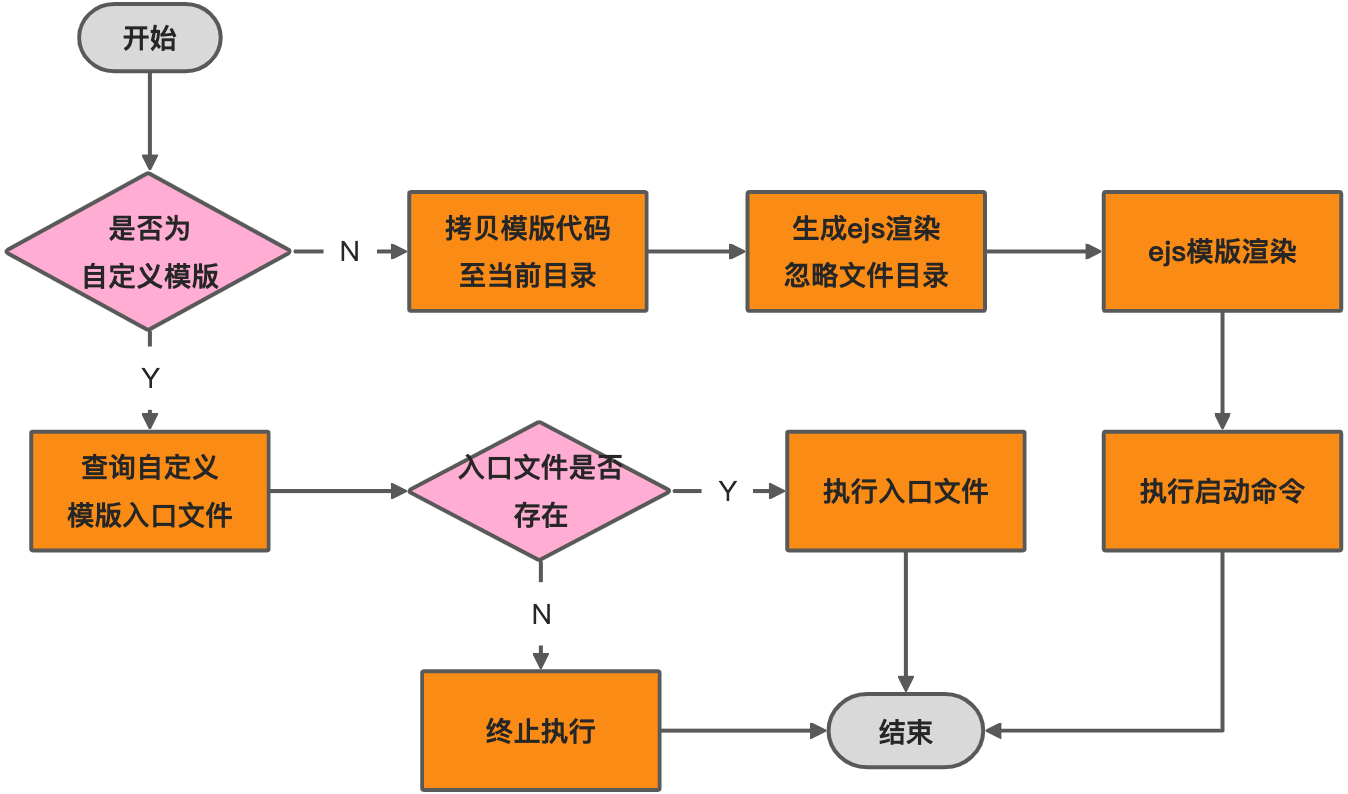 开始
是否为
自定义模版
N
拷贝模版代码
至当前目录
生成ejs渲染
忽略文件目录
ejs模版渲染
Y
查询自定义
模版入口文件
入口文件是否
存在
Y
执行入口文件
执行启动命令
N
终止执行
结束